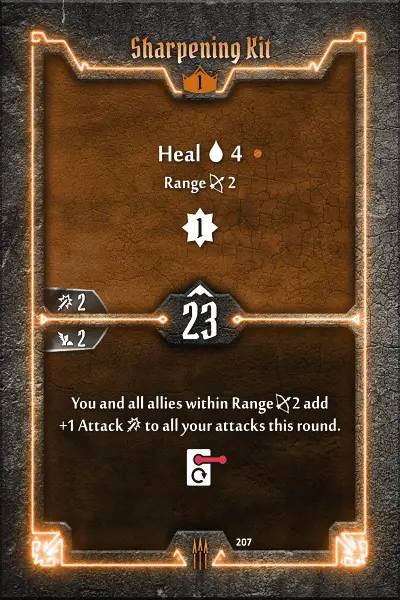 Sharpening Kit
1
Heal 4
Range 2
1
2
23
2
You and all allies within Range 2 add
+1 Attack to all your attacks this round.
207